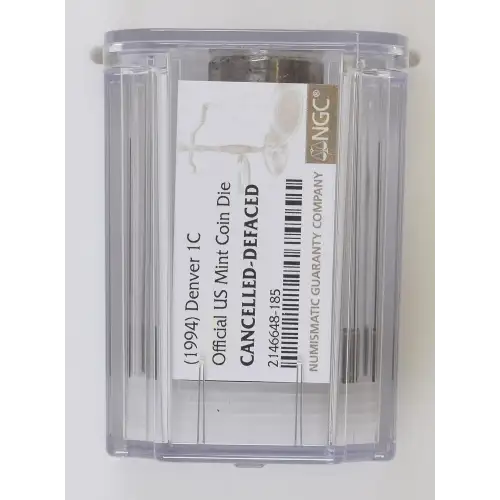 (1994) Denver 1C
Official US Mint Coin Die
CANCELLED-DEFACED
2146648-185
NGC®
NUMISMATIC GUARANTY COMPANY